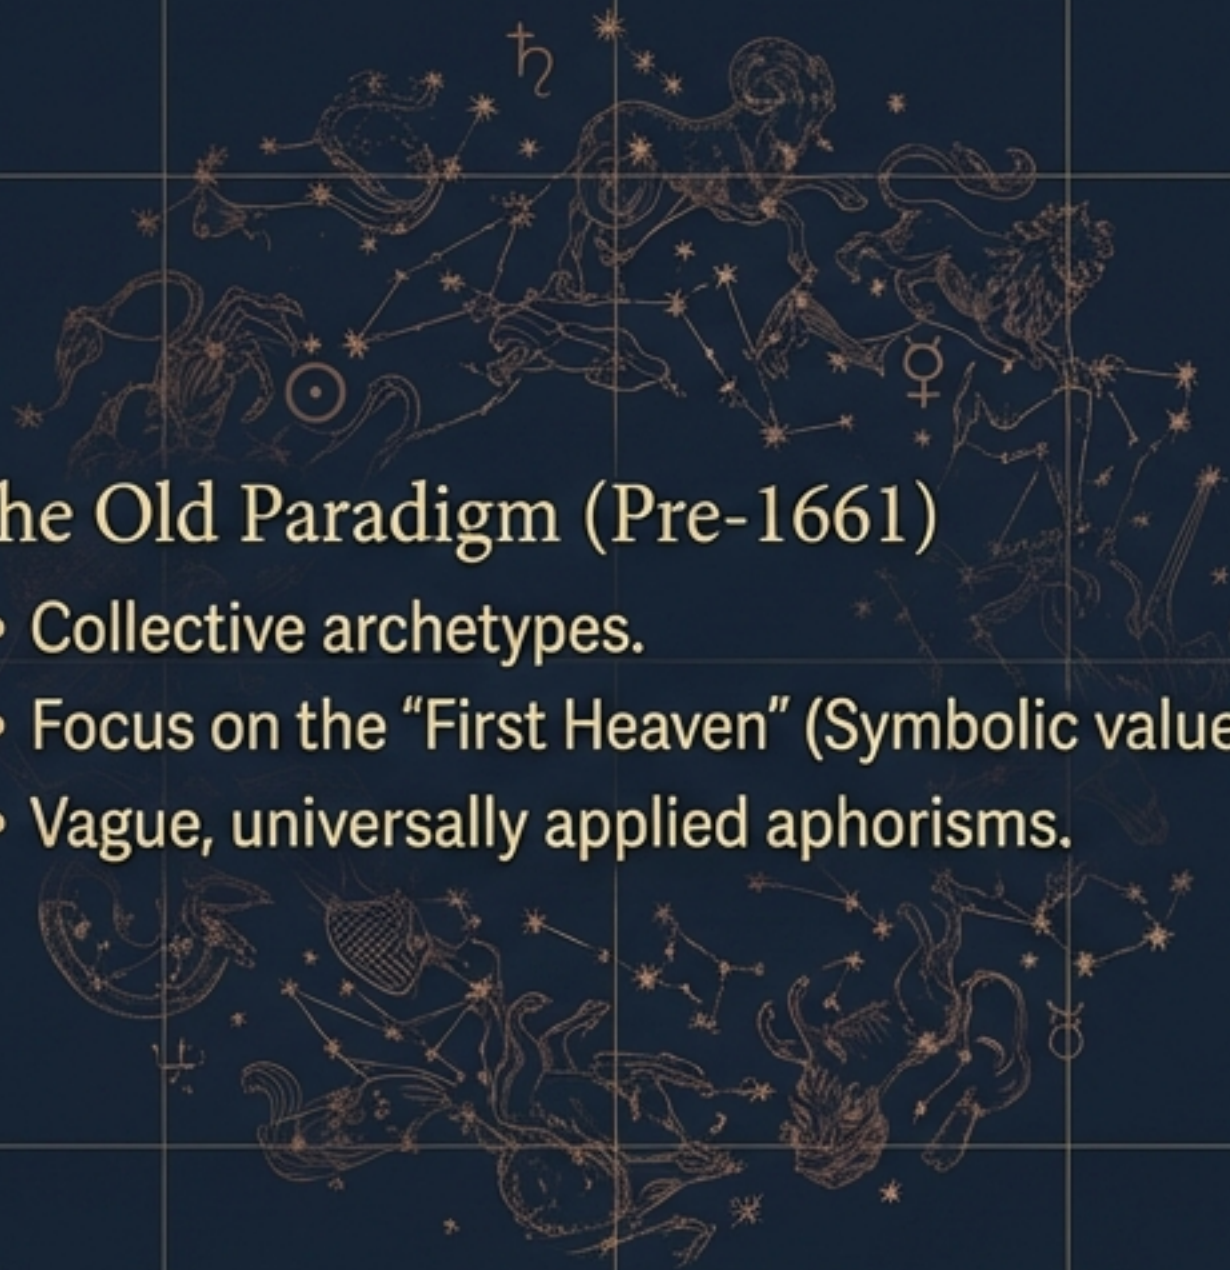 he Old Paradigm (Pre-1661)
• Collective archetypes.
• Focus on the “First Heaven” (Symbolic value
• Vague, universally applied aphorisms.